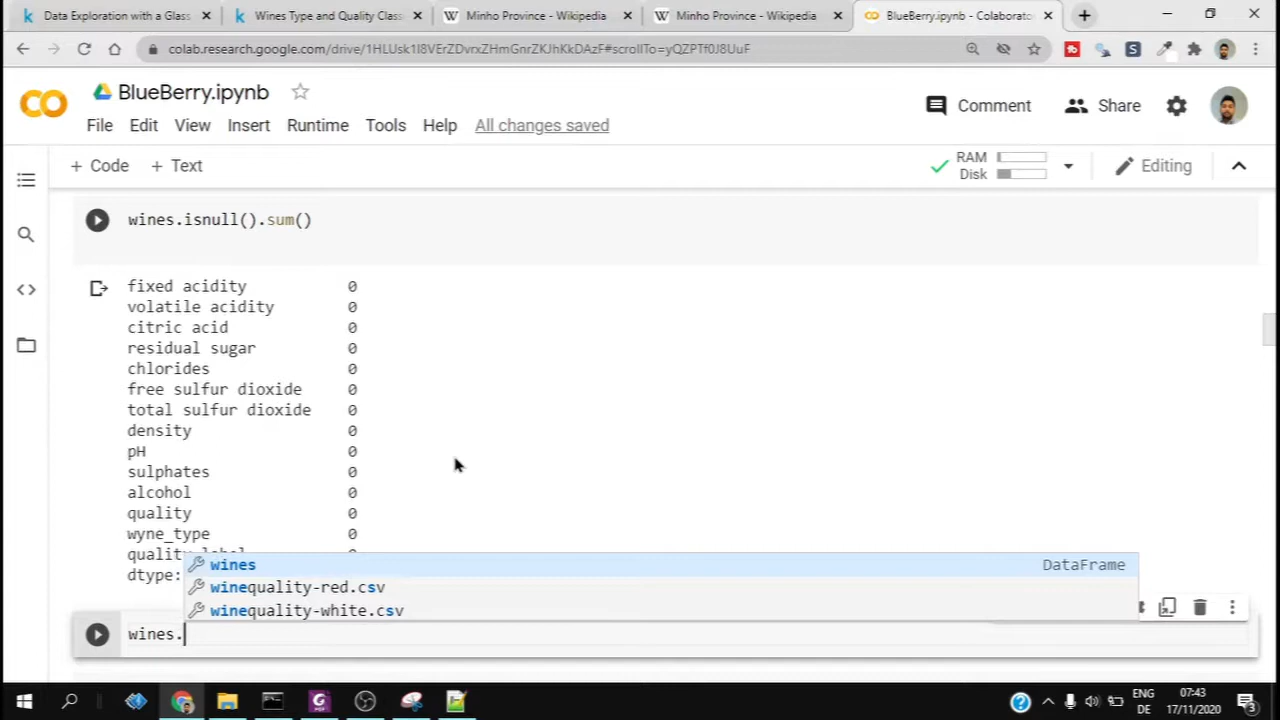 Data Exploration with a Glass
Wines Type and Quality Class
Minho Province - Wikipedia
Minho Province - Wikipedia
BlueBerry.ipynb - Colaborato
colab.research.google.com/drive/1HLUsk1I8VErZDvrxZHmGnrZKJhKkDAzF#scrollTo=yQZPTf0J8UuF
BlueBerry.ipynb
Comment
Share
File Edit View Insert Runtime Tools Help All changes saved
+ Code + Text
RAM
Disk
Editing
wines.isnull().sum()
fixed acidity 0
volatile acidity 0
citric acid 0
residual sugar 0
chlorides 0
free sulfur dioxide 0
total sulfur dioxide 0
density 0
pH 0
sulphates 0
alcohol 0
quality 0
wyne_type 0
quality_label 0
dtype:
wines DataFrame
winequality-red.csv
winequality-white.csv
wines.
ENG 07:43
DE 17/11/2020
3